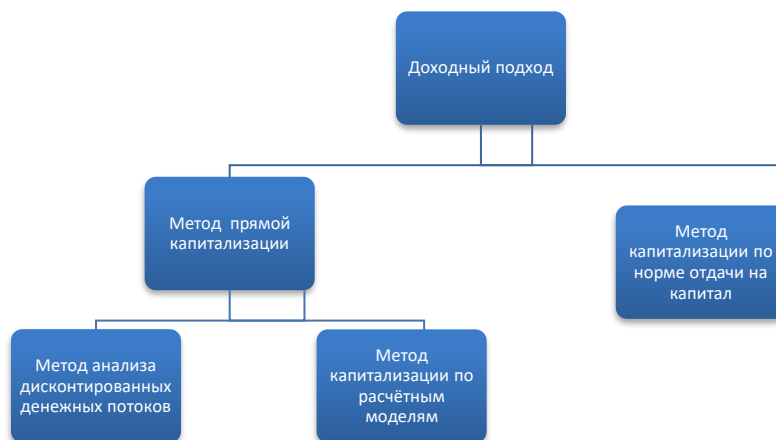 Доходный подход
Метод прямой
капитализации
Метод
капитализации по
норме отдачи на
капитал
Метод анализа
дисконтированных
денежных потоков
Метод
капитализации по
расчётным
моделям